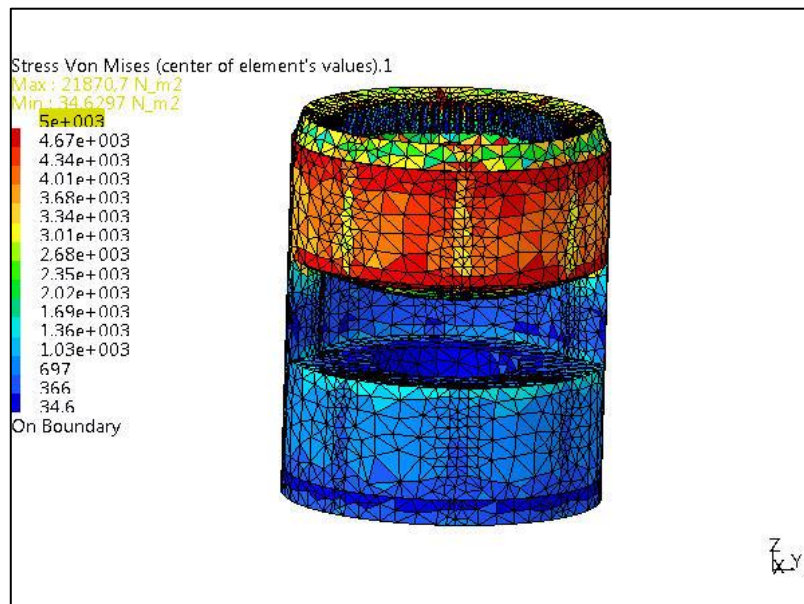 Stress Von Mises (center of element's values).1
Max : 21870,7 N_m2
Min : 34,6297 N_m2
5e+003
4.67e+003
4.34e+003
4.01e+003
3.68e+003
3.34e+003
3.01e+003
2.68e+003
2.35e+003
2.02e+003
1.69e+003
1.36e+003
1.03e+003
697
366
34.6
On Boundary
Z
X Y